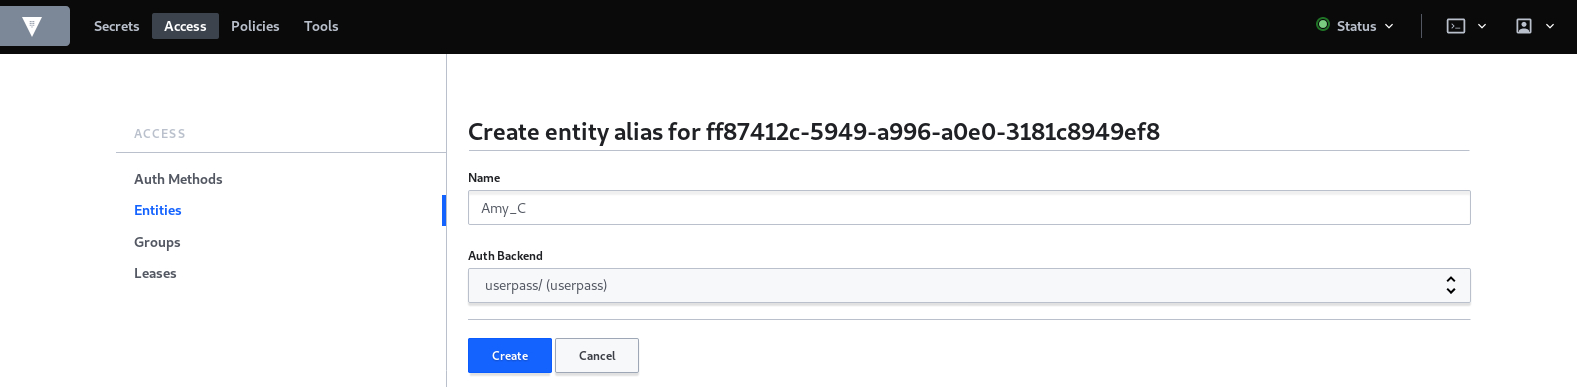 Secrets Access Policies Tools Status
ACCESS
Auth Methods
Entities
Groups
Leases
Create entity alias for ff87412c-5949-a996-a0e0-3181c8949ef8
Name
Amy_C
Auth Backend
userpass/ (userpass)
Create Cancel